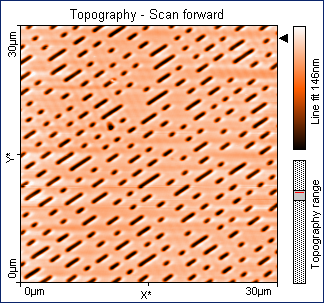 Topography - Scan forward
30µm
Y*
0µm
0µm
X*
30µm
Line fit 146nm
Topography range